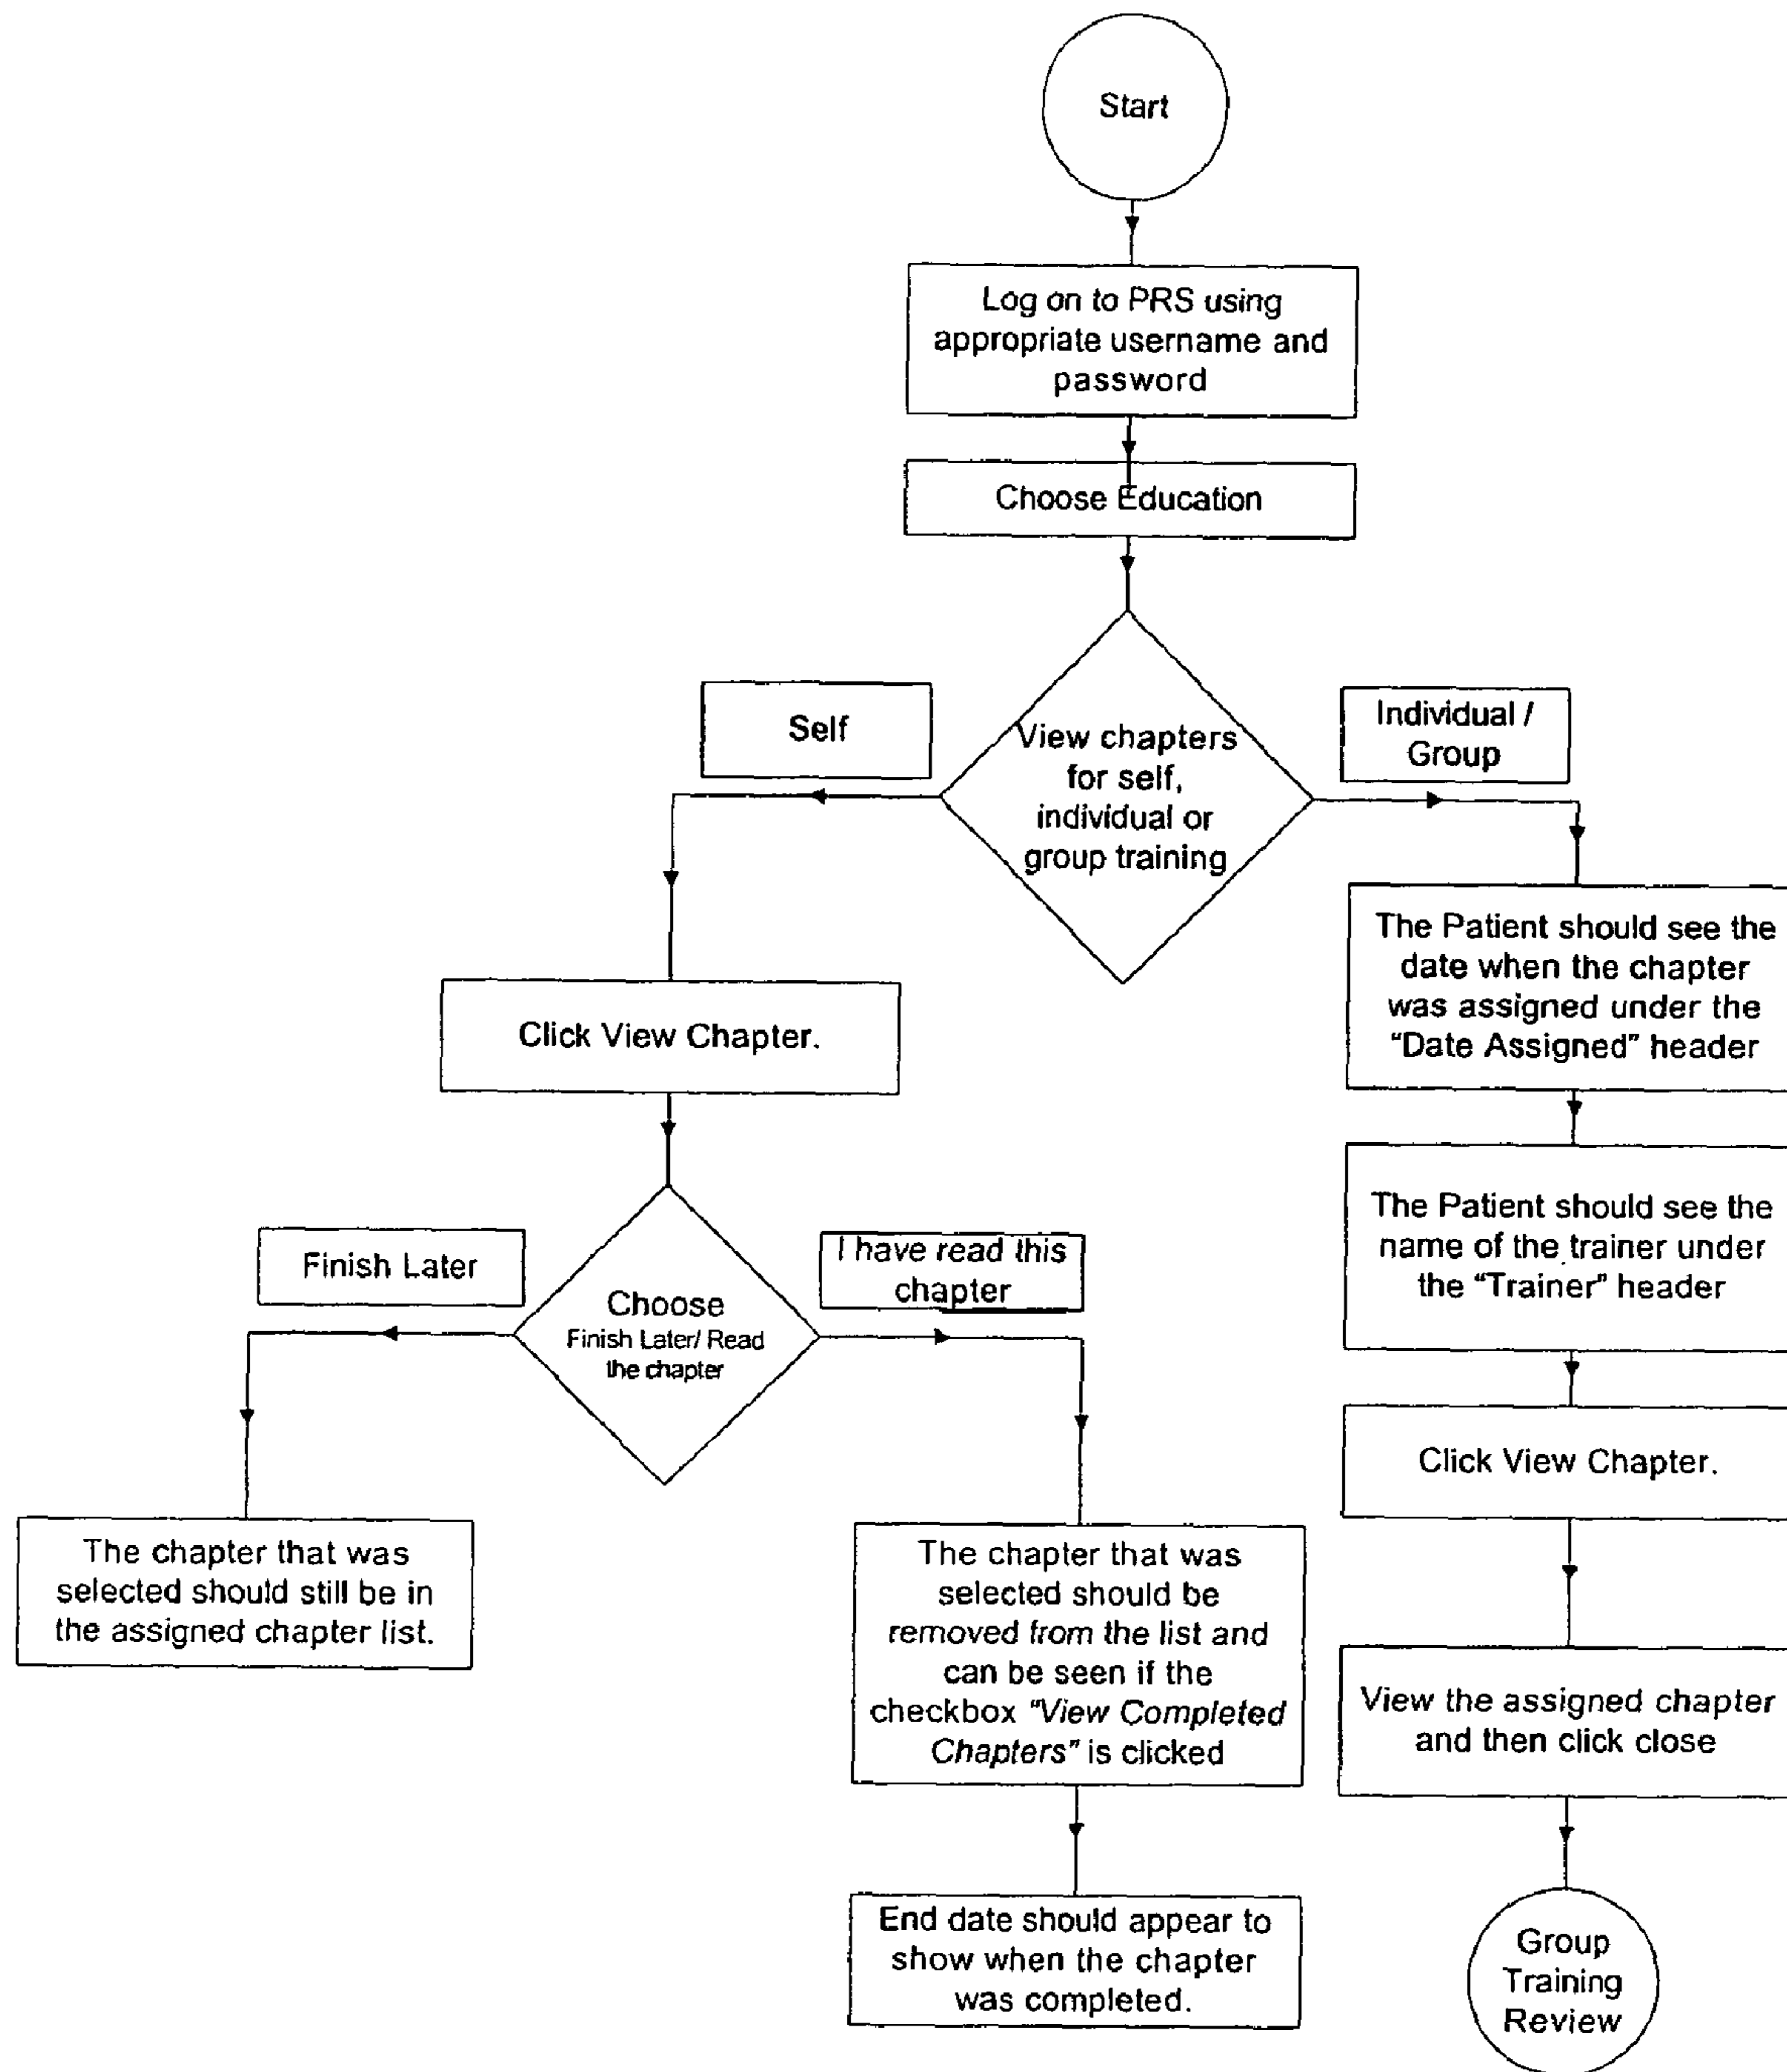 Start
Log on to PRS using
appropriate username and
password
Choose Education
View chapters
for self,
individual or
group training
Self
Individual /
Group
Click View Chapter.
Choose
Finish Later/ Read
the chapter
Finish Later
I have read this
chapter
The chapter that was
selected should still be in
the assigned chapter list.
The chapter that was
selected should be
removed from the list and
can be seen if the
checkbox "View Completed
Chapters" is clicked
End date should appear to
show when the chapter
was completed.
The Patient should see the
date when the chapter
was assigned under the
"Date Assigned" header
The Patient should see the
name of the trainer under
the "Trainer" header
Click View Chapter.
View the assigned chapter
and then click close
Group
Training
Review